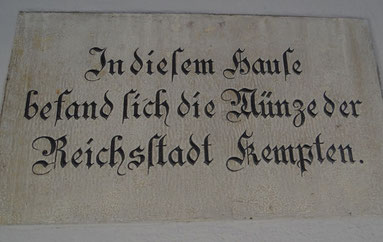 In dieſem Hauſe
befand ſich die Münze der
Reichsſtadt Kempten.